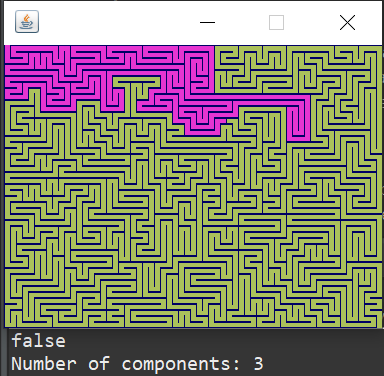 false
Number of components: 3